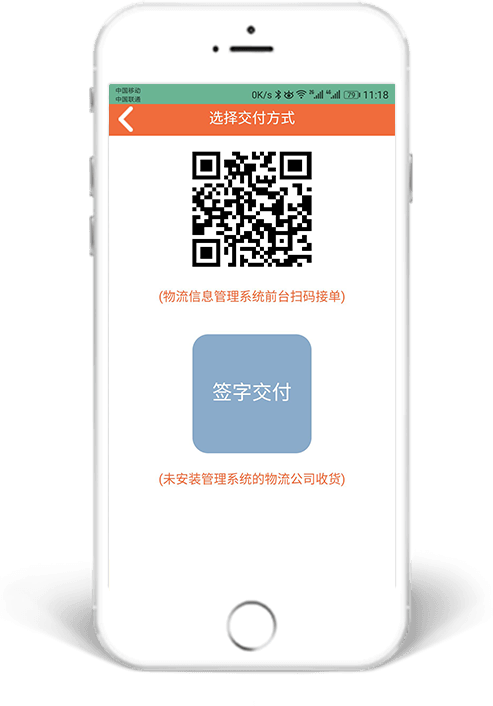 中国移动
中国联通
0K/s 2G 4G 79 11:18
选择交付方式
(物流信息管理系统前台扫码接单)
签字交付
(未安装管理系统的物流公司收货)